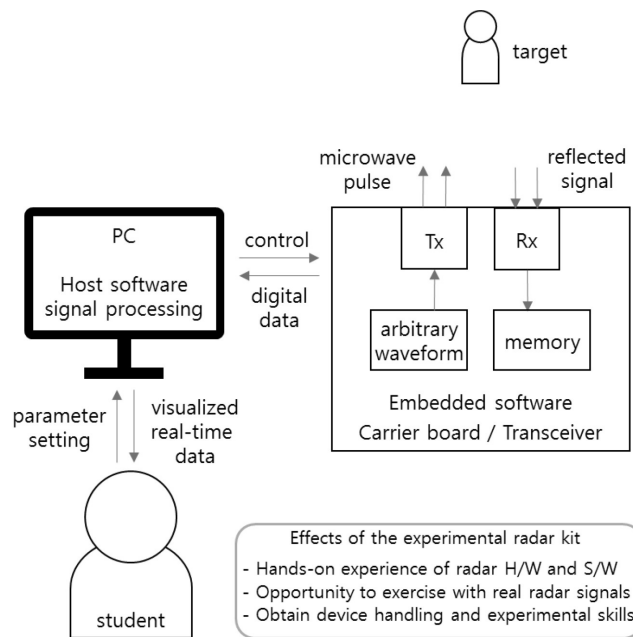 target
microwave
pulse
reflected
signal
PC
Host software
signal processing
control
digital
data
Tx
Rx
arbitrary
waveform
memory
Embedded software
Carrier board / Transceiver
parameter
setting
visualized
real-time
data
student
Effects of the experimental radar kit
- Hands-on experience of radar H/W and S/W
- Opportunity to exercise with real radar signals
- Obtain device handling and experimental skills